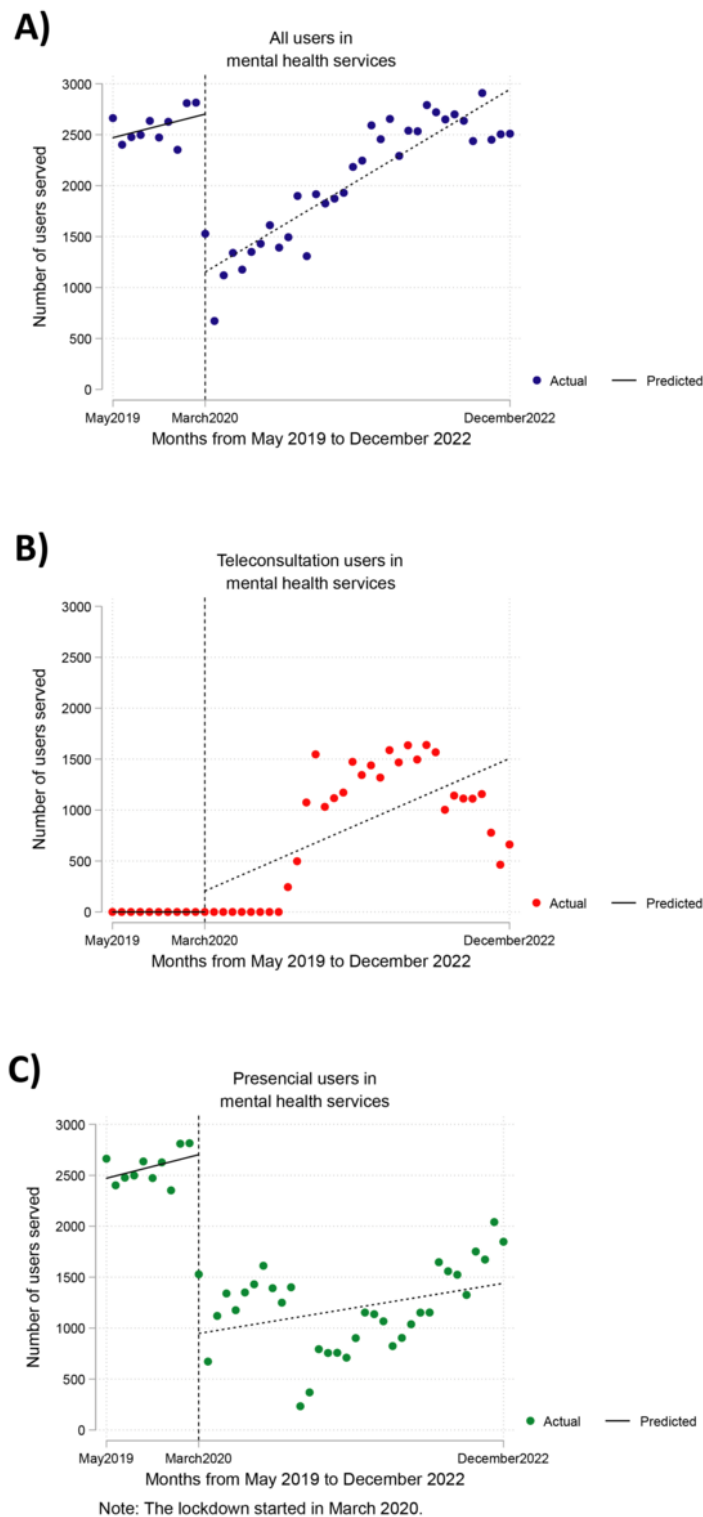 A)
All users in
mental health services
3000
2500
2000
1500
1000
500
0
Number of users served
May2019
March2020
December2022
Months from May 2019 to December 2022
Actual
Predicted
B)
Teleconsultation users in
mental health services
3000
2500
2000
1500
1000
500
0
Number of users served
May2019
March2020
December2022
Months from May 2019 to December 2022
Actual
Predicted
C)
Presencial users in
mental health services
3000
2500
2000
1500
1000
500
0
Number of users served
May2019
March2020
December2022
Months from May 2019 to December 2022
Actual
Predicted
Note: The lockdown started in March 2020.